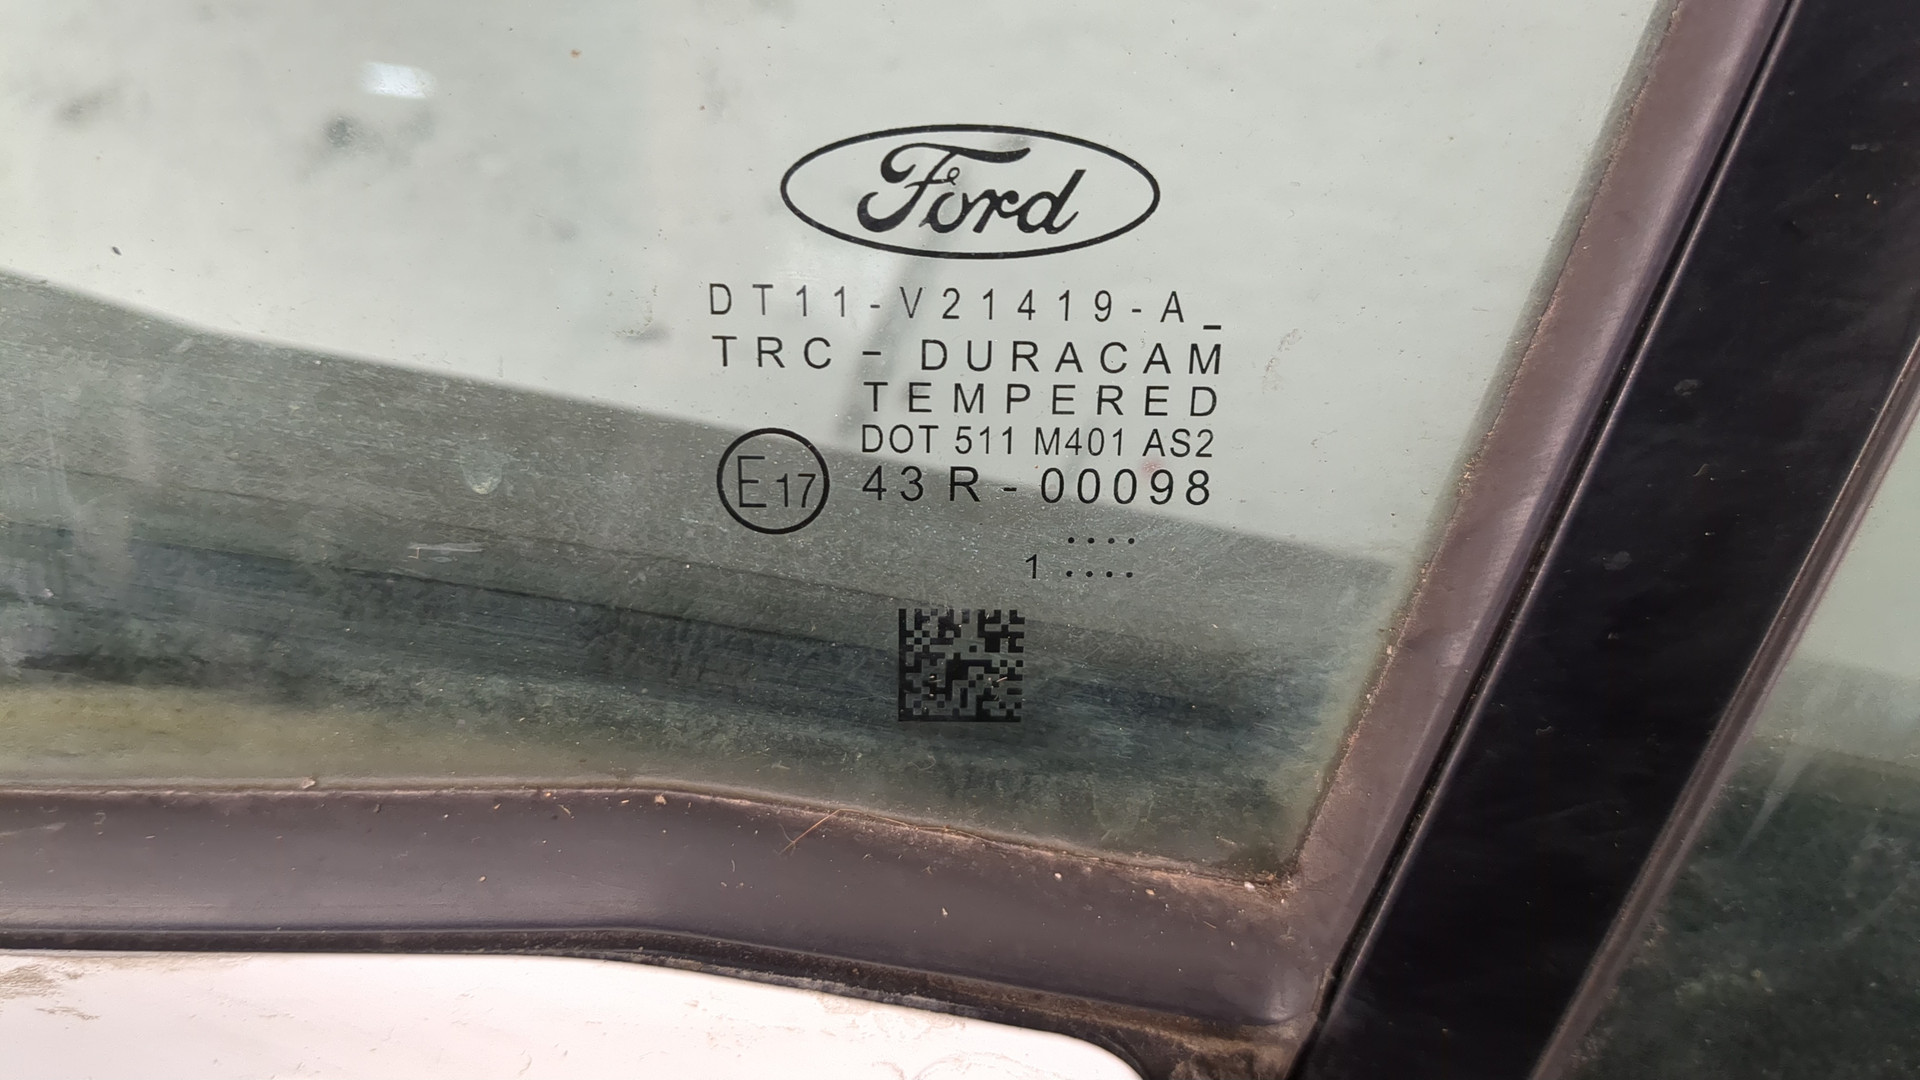 Ford
DT11-V21419-A_
TRC - DURACAM
TEMPERED
DOT 511 M401 AS2
E17 43R-00098
....
1 ....